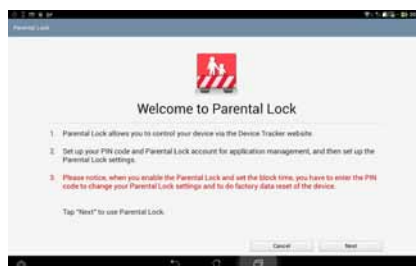 Parental Lock
Welcome to Parental Lock
1. Parental Lock allows you to control your device via the Device Tracker website.
2. Set up your PIN code and Parental Lock account for application management, and then set up the
Parental Lock settings.
3. Please notice, when you enable the Parental Lock and set the block time, you have to enter the PIN
code to change your Parental Lock settings and to do factory data reset of the device.
Tap "Next" to use Parental Lock.
Cancel
Next